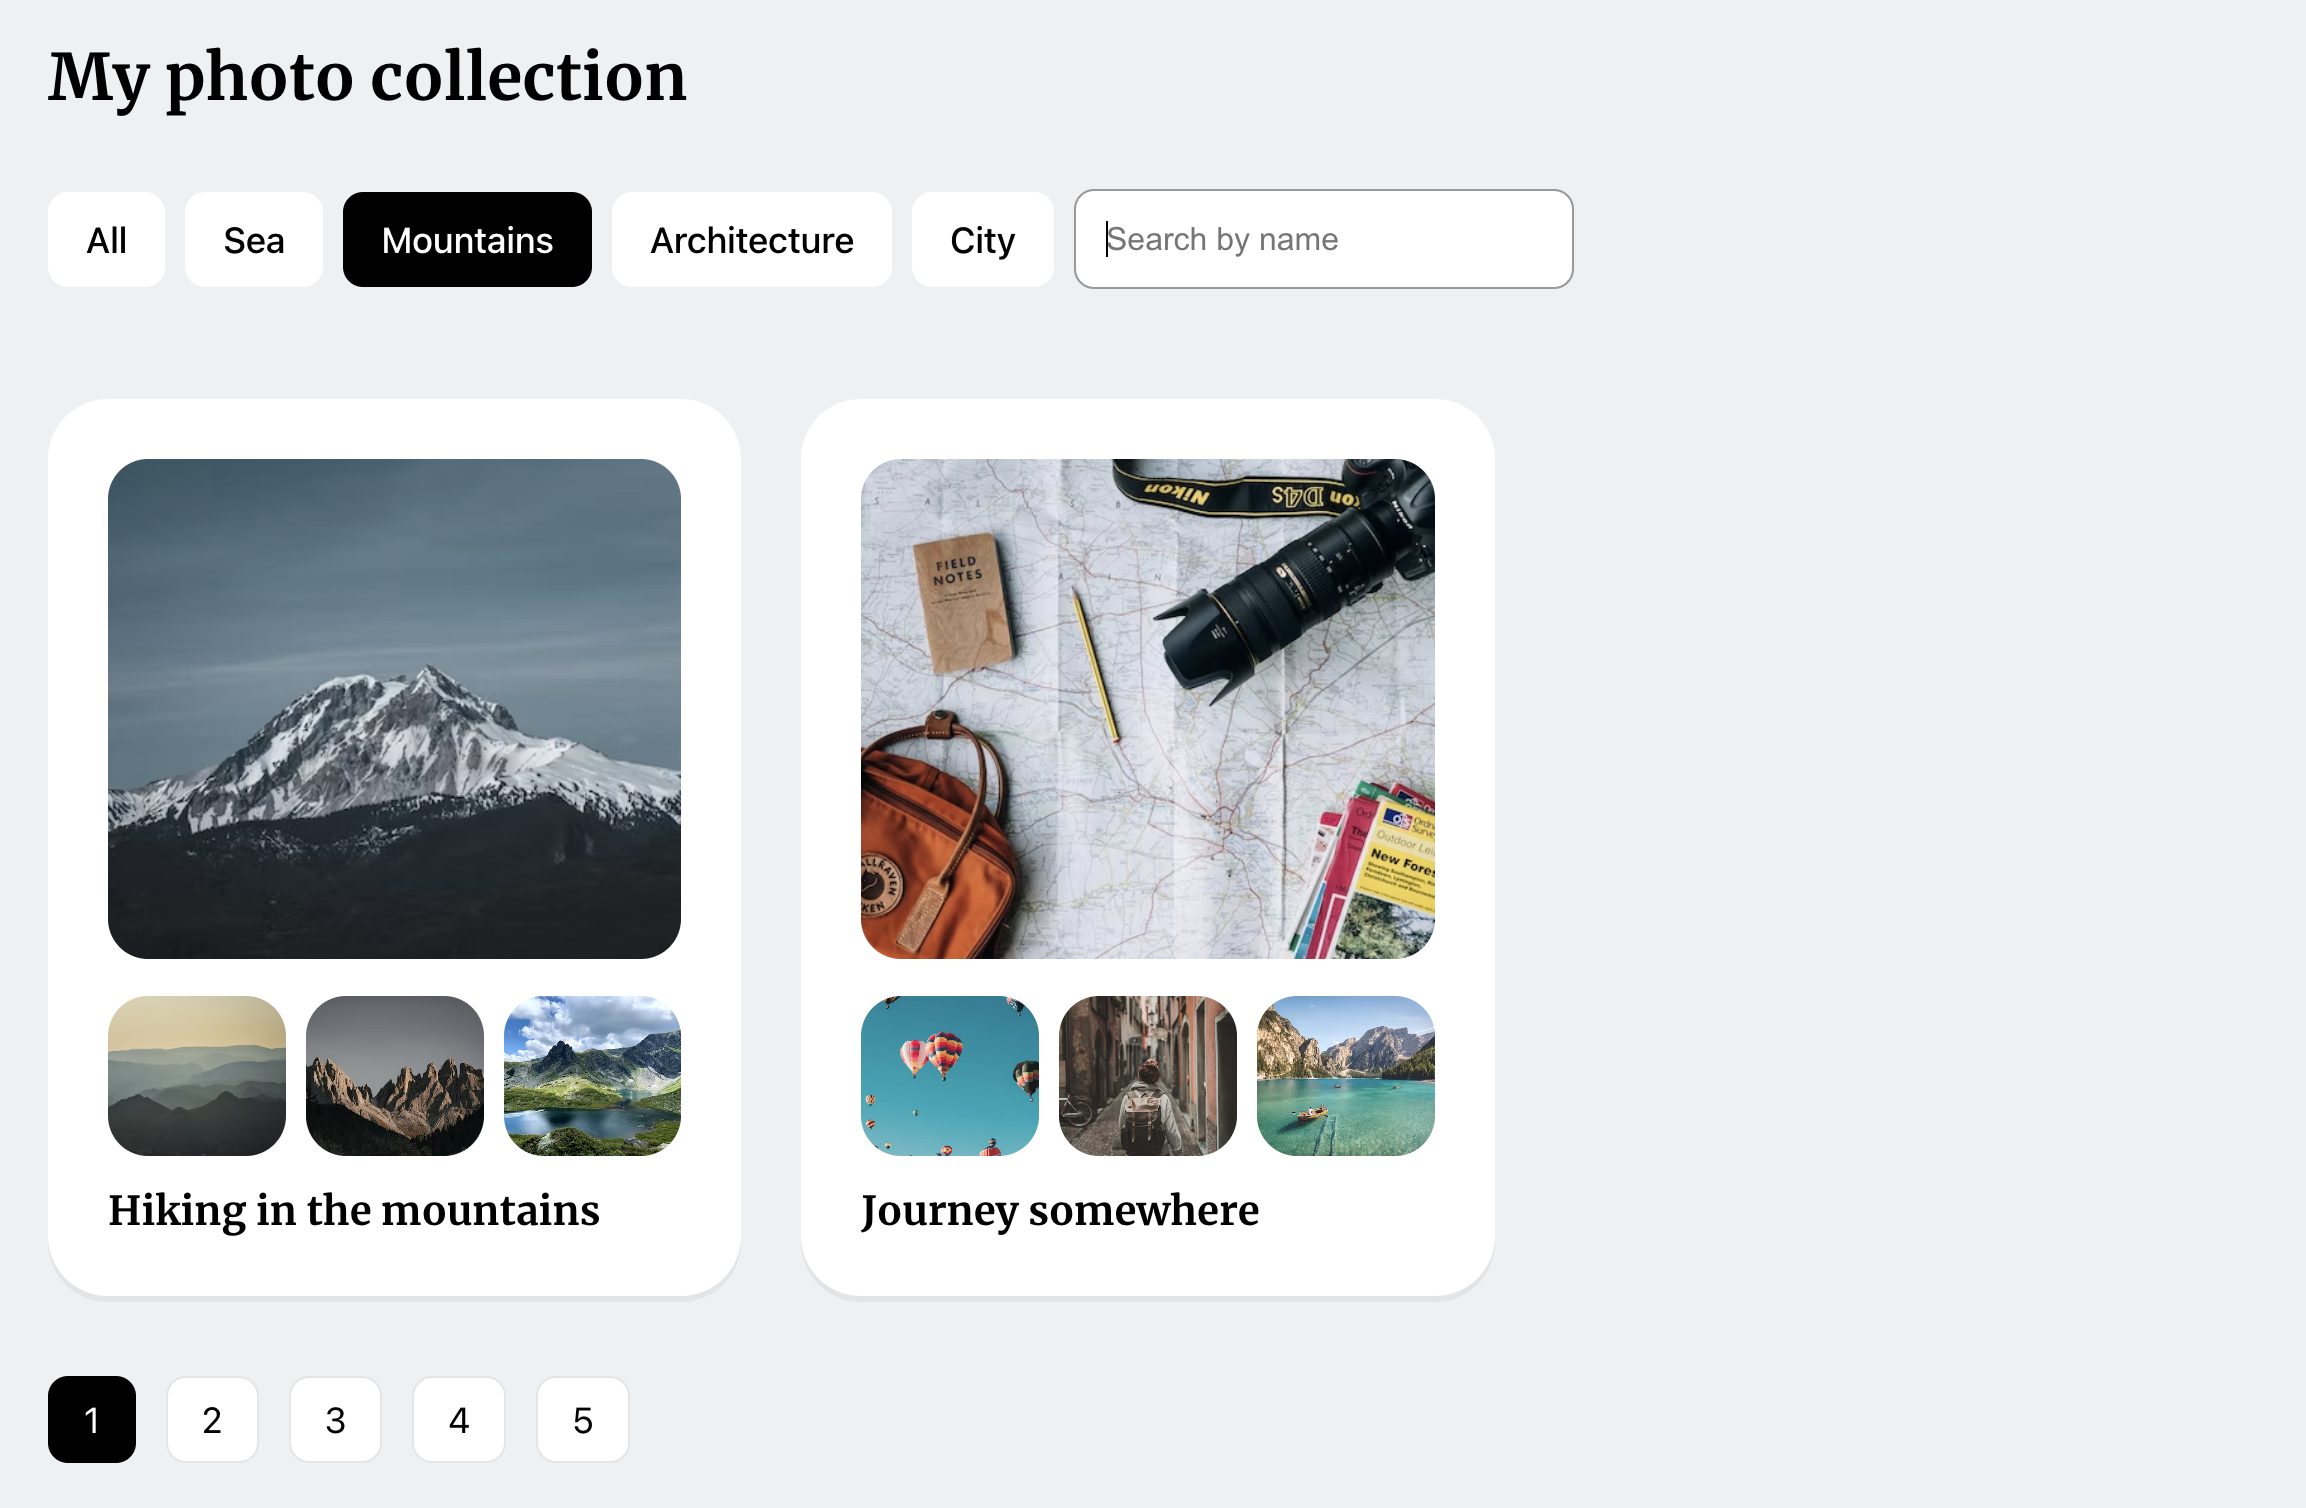 My photo collection
All
Sea
Mountains
Architecture
City
Search by name
Nikon
D4S
FIELD
NOTES
New Fores
Hiking in the mountains
Journey somewhere
1
2
3
4
5